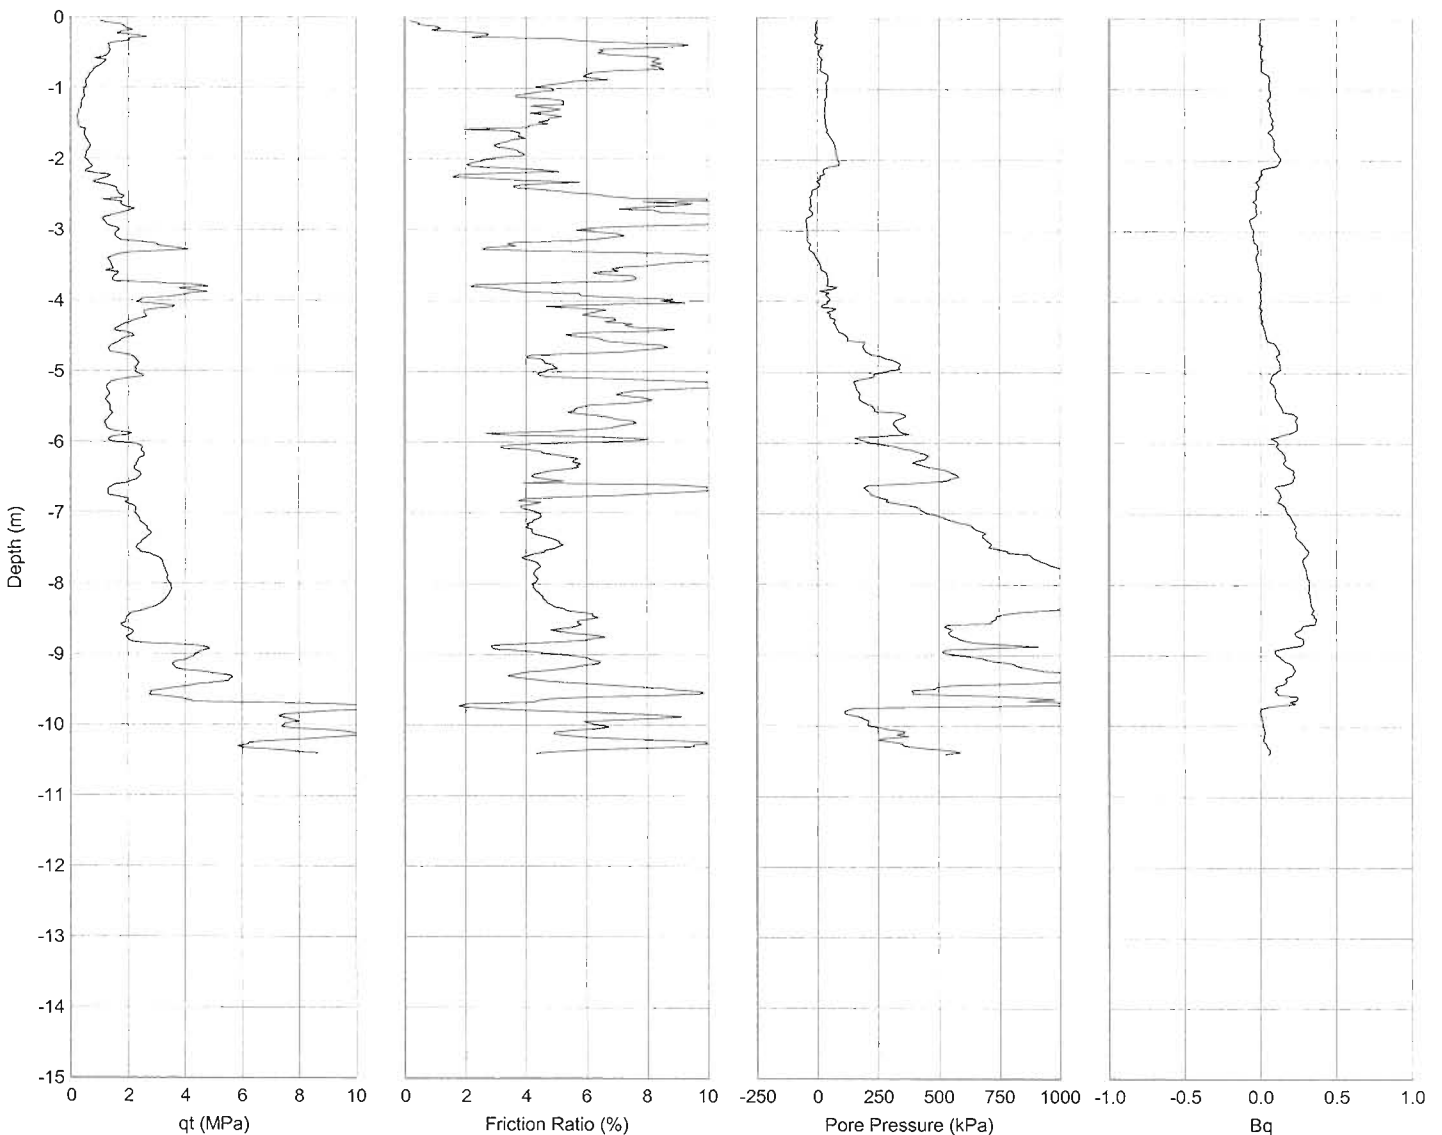 0
-1
-2
-3
-4
-5
-6
-7
-8
-9
-10
-11
-12
-13
-14
-15
Depth (m)
0 2 4 6 8 10
qt (MPa)
0 2 4 6 8 10
Friction Ratio (%)
-250 0 250 500 750 1000
Pore Pressure (kPa)
-1.0 -0.5 0.0 0.5 1.0
Bq